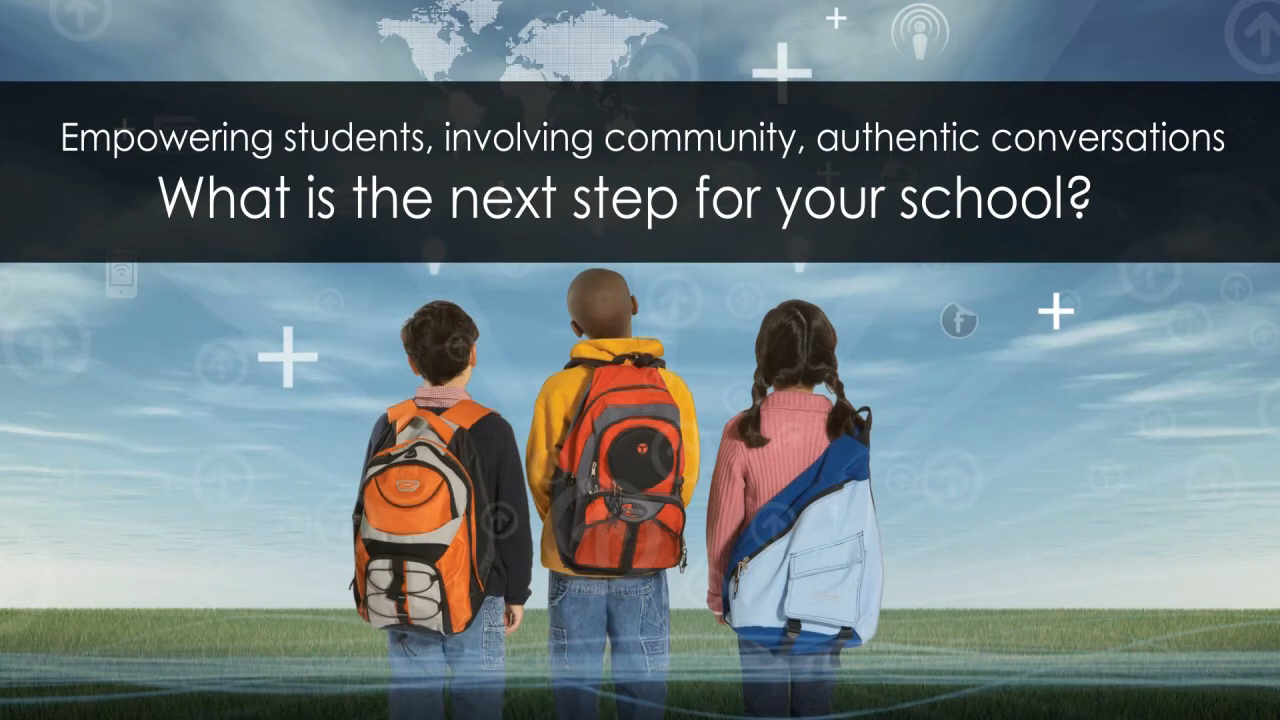 Empowering students, involving community, authentic conversations
What is the next step for your school?